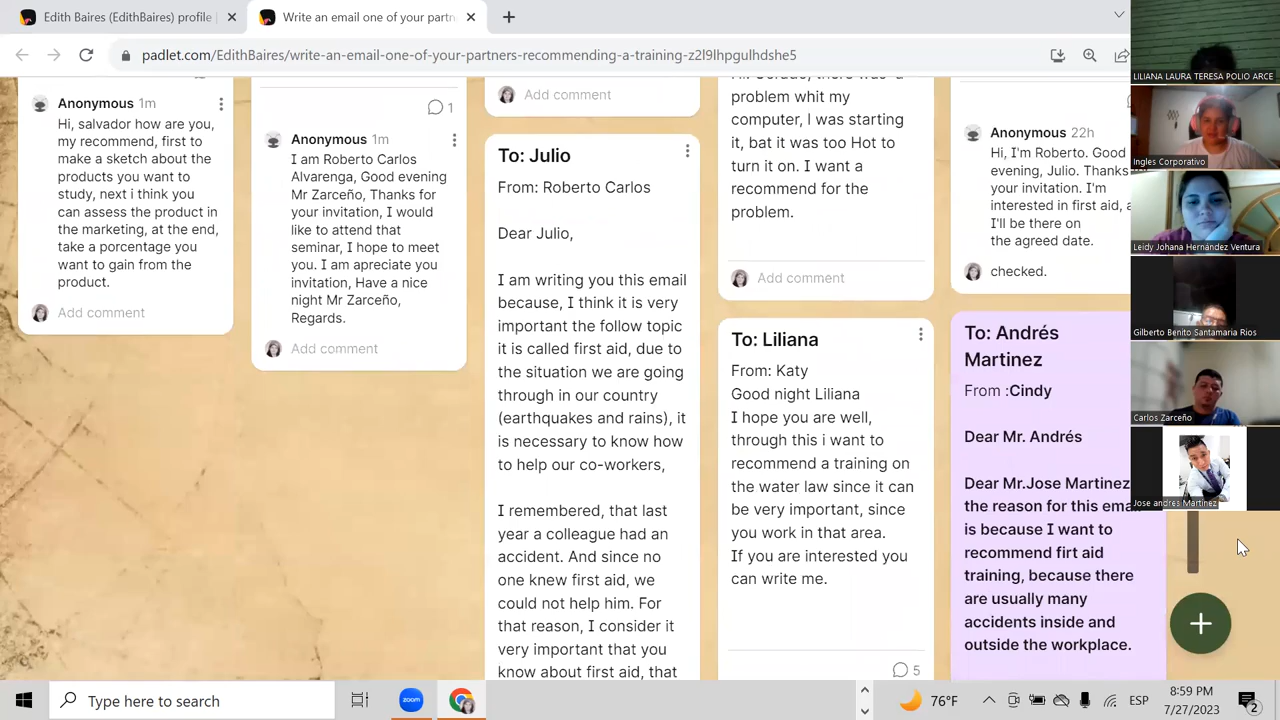 Edith Baires (EdithBaires) profile |
Write an email one of your partn
padlet.com/EdithBaires/write-an-email-one-of-your-partners-recommending-a-training-z2l9lhpgulhdshe5
Anonymous 1m
Hi, salvador how are you,
my recommend, first to
make a sketch about the
products you want to
study, next i think you
can assess the product in
the marketing, at the end,
take a porcentage you
want to gain from the
product.
Add comment
1
Anonymous 1m
I am Roberto Carlos
Alvarenga, Good evening
Mr Zarceño, Thanks for
your invitation, I would
like to attend that
seminar, I hope to meet
you. I am apreciate you
invitation, Have a nice
night Mr Zarceño,
Regards.
Add comment
Add comment
To: Julio
From: Roberto Carlos
Dear Julio,
I am writing you this email
because, I think it is very
important the follow topic
it is called first aid, due to
the situation we are going
through in our country
(earthquakes and rains), it
is necessary to know how
to help our co-workers,
I remembered, that last
year a colleague had an
accident. And since no
one knew first aid, we
could not help him. For
that reason, I consider it
very important that you
know about first aid, that
problem whit my
computer, I was starting
it, bat it was too Hot to
turn it on. I want a
recommend for the
problem.
Add comment
To: Liliana
From: Katy
Good night Liliana
I hope you are well,
through this i want to
recommend a training on
the water law since it can
be very important, since
you work in that area.
If you are interested you
can write me.
5
Anonymous 22h
Hi, I'm Roberto. Good
evening, Julio. Thanks
your invitation. I'm
interested in first aid, a
I'll be there on
the agreed date.
checked.
To: Andrés
Martinez
From :Cindy
Dear Mr. Andrés
Dear Mr.Jose Martinez
the reason for this emai
is because I want to
recommend firt aid
training, because there
are usually many
accidents inside and
outside the workplace.
LILIANA LAURA TERESA POLIO ARCE
Ingles Corporativo
Leidy Johana Hernández Ventura
Gilberto Benito Santamaria Rios
Carlos Zarceño
Jose andres Martinez
Type here to search
zoom
76°F
ESP
8:59 PM
7/27/2023
2